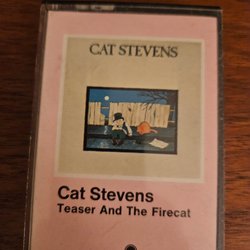 CAT STEVENS
Cat Stevens
Teaser And The Firecat